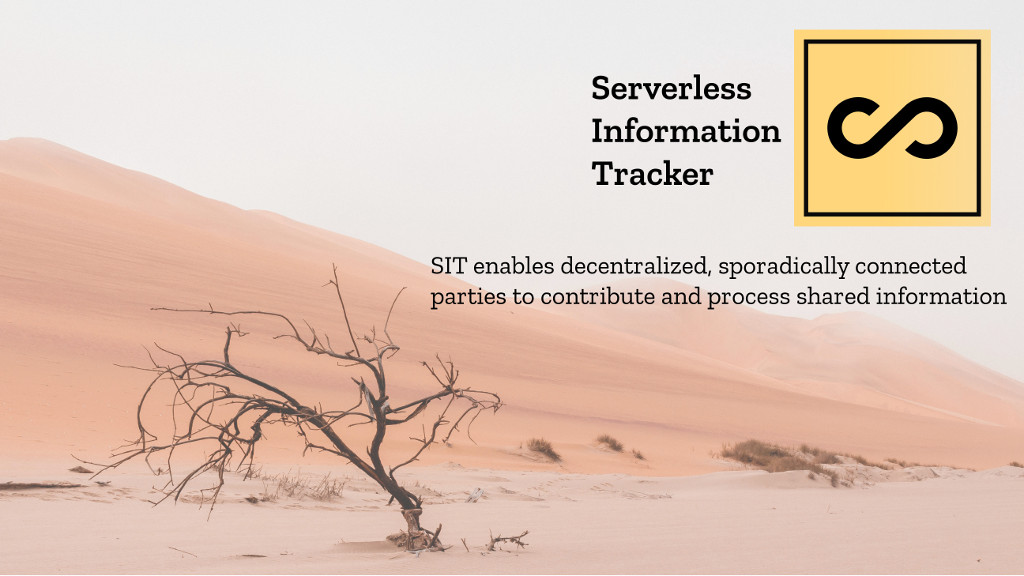 Serverless
Information
Tracker
SIT enables decentralized, sporadically connected
parties to contribute and process shared information